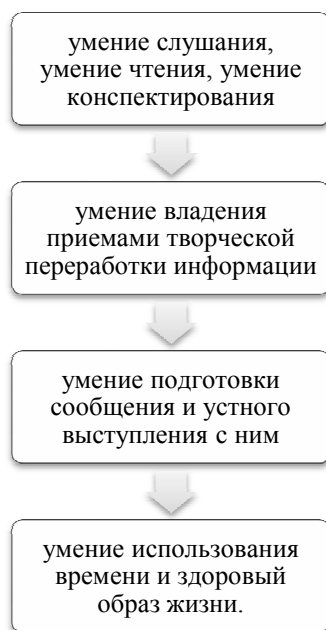 умение слушания,
умение чтения, умение
конспектирования
умение владения
приемами творческой
переработки информации
умение подготовки
сообщения и устного
выступления с ним
умение использования
времени и здоровый
образ жизни.